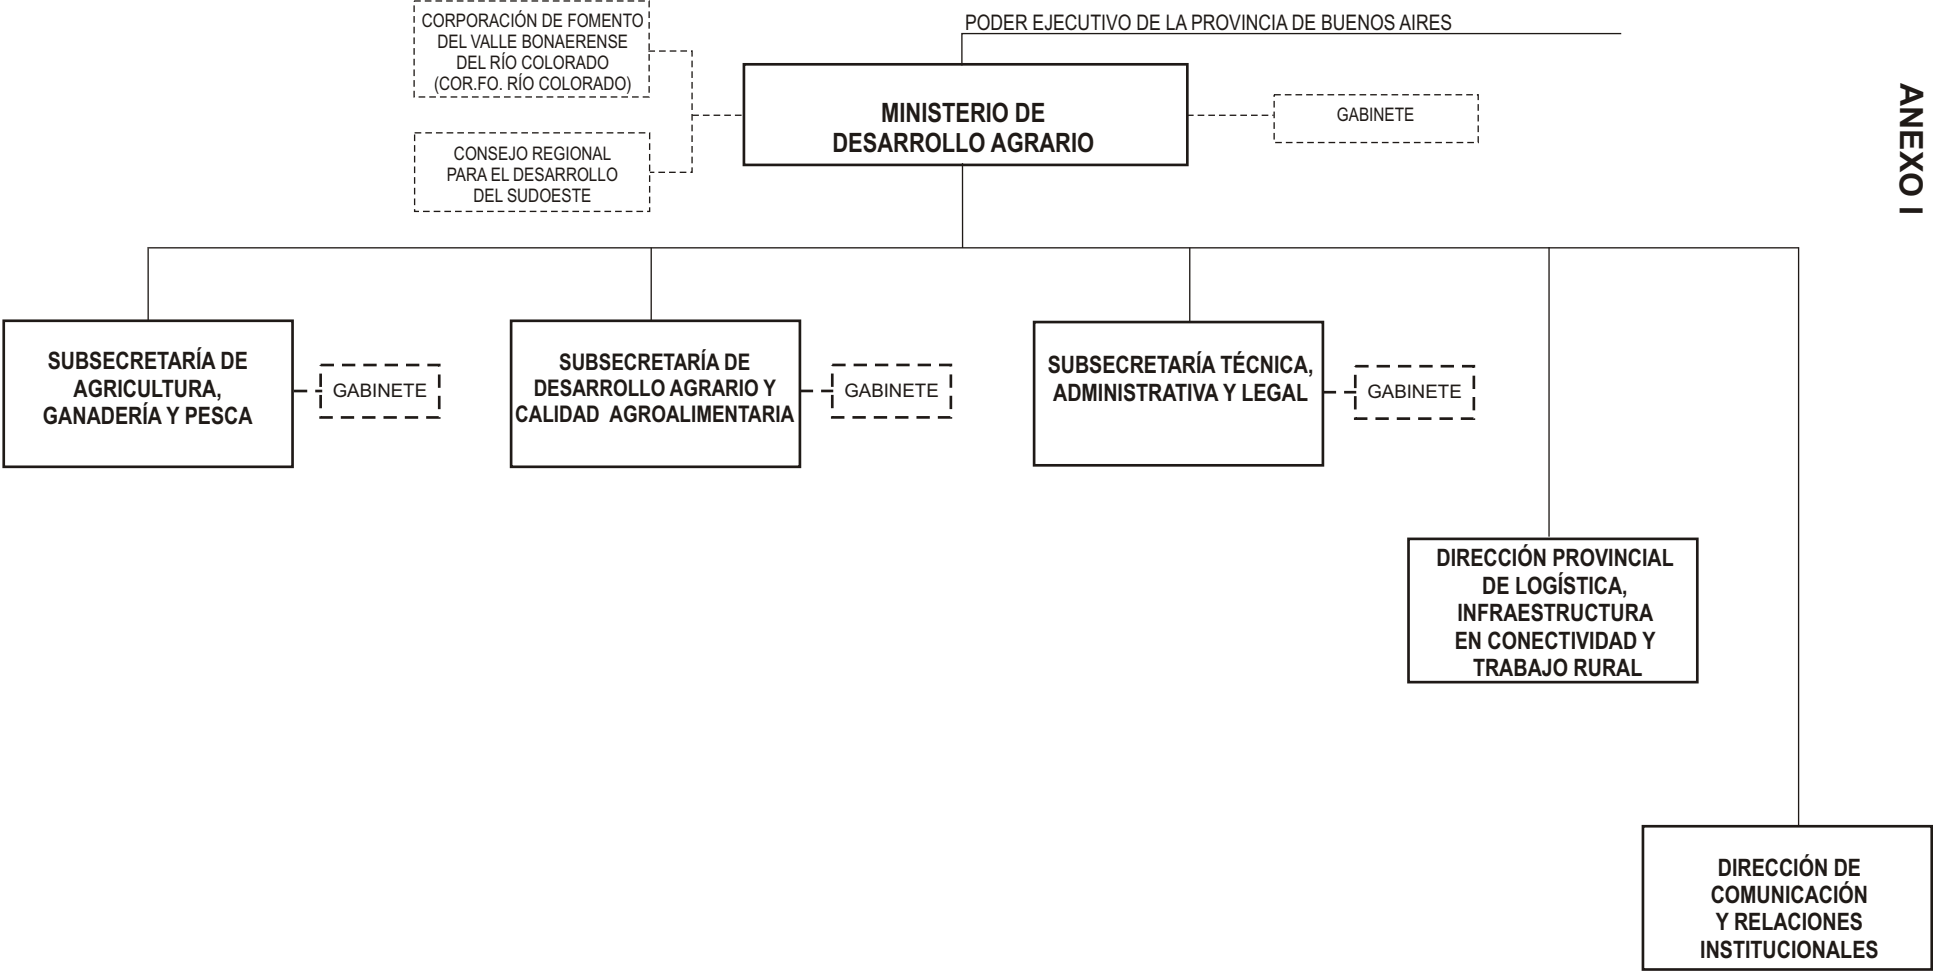 CORPORACIÓN DE FOMENTO
DEL VALLE BONAERENSE
DEL RÍO COLORADO
(COR.FO. RÍO COLORADO)
PODER EJECUTIVO DE LA PROVINCIA DE BUENOS AIRES
MINISTERIO DE
DESARROLLO AGRARIO
GABINETE
ANEXO I
CONSEJO REGIONAL
PARA EL DESARROLLO
DEL SUDOESTE
SUBSECRETARÍA DE
AGRICULTURA,
GANADERÍA Y PESCA
GABINETE
SUBSECRETARÍA DE
DESARROLLO AGRARIO Y
CALIDAD AGROALIMENTARIA
GABINETE
SUBSECRETARÍA TÉCNICA,
ADMINISTRATIVA Y LEGAL
GABINETE
DIRECCIÓN PROVINCIAL
DE LOGÍSTICA,
INFRAESTRUCTURA
EN CONECTIVIDAD Y
TRABAJO RURAL
DIRECCIÓN DE
COMUNICACIÓN
Y RELACIONES
INSTITUCIONALES